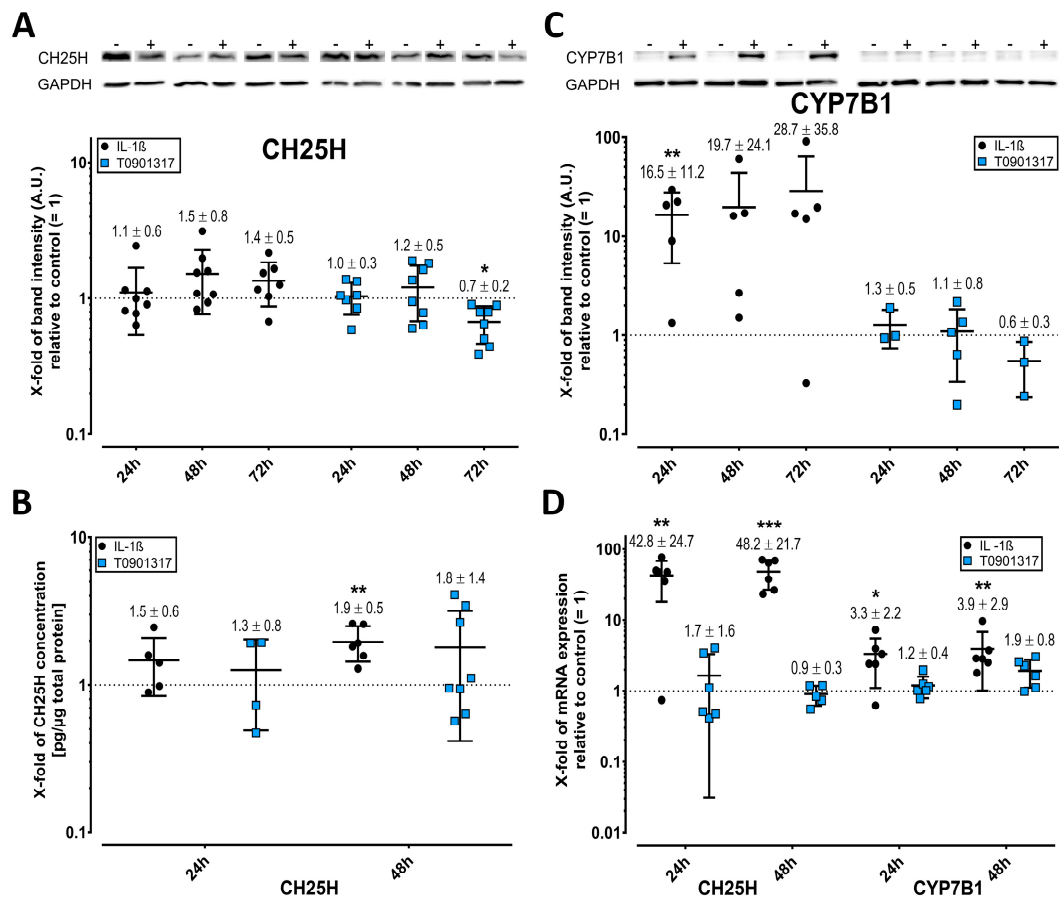 A
- + - + - + - + - + - +
CH25H
GAPDH
CH25H
IL-1ß
T0901317
X-fold of band intensity (A.U.)
relative to control (= 1)
10
1
0.1
1.1 ± 0.6
1.5 ± 0.8
1.4 ± 0.5
1.0 ± 0.3
1.2 ± 0.5
*
0.7 ± 0.2
24h 48h 72h 24h 48h 72h
B
IL-1ß
T0901317
X-fold of CH25H concentration
[pg/µg total protein]
10
1
0.1
1.5 ± 0.6
1.3 ± 0.8
**
1.9 ± 0.5
1.8 ± 1.4
24h 48h
CH25H
C
- + - + - + - + - + - +
CYP7B1
GAPDH
CYP7B1
IL-1ß
T0901317
X-fold of band intensity (A.U.)
relative to control (= 1)
100
10
1
0.1
**
16.5 ± 11.2
19.7 ± 24.1
28.7 ± 35.8
1.3 ± 0.5
1.1 ± 0.8
0.6 ± 0.3
24h 48h 72h 24h 48h 72h
D
IL -1ß
T0901317
X-fold of mRNA expression
relative to control (= 1)
100
10
1
0.1
0.01
**
42.8 ± 24.7
1.7 ± 1.6
***
48.2 ± 21.7
0.9 ± 0.3
*
3.3 ± 2.2
1.2 ± 0.4
**
3.9 ± 2.9
1.9 ± 0.8
24h 48h 24h 48h
CH25H CYP7B1